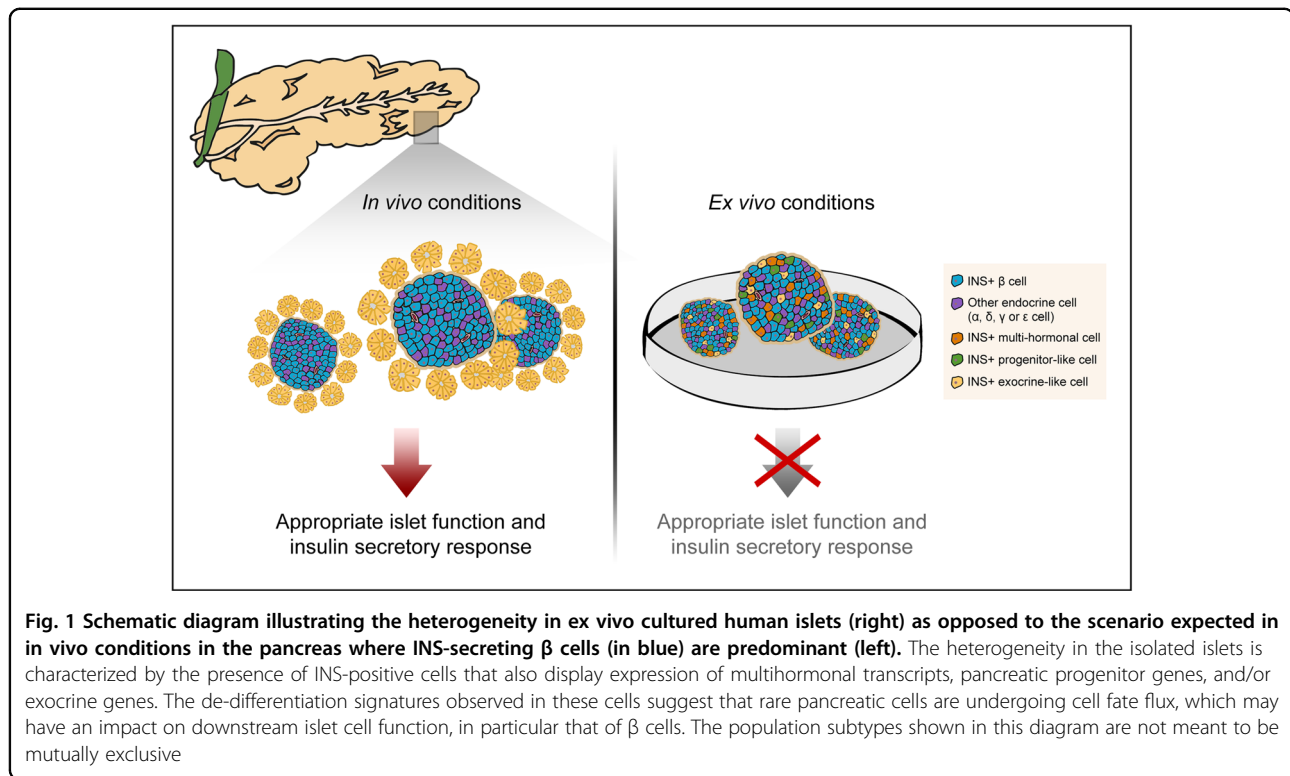 In vivo conditions
Ex vivo conditions
INS+ β cell
Other endocrine cell
(α, δ, γ or ε cell)
INS+ multi-hormonal cell
INS+ progenitor-like cell
INS+ exocrine-like cell
Appropriate islet function and
insulin secretory response
Appropriate islet function and
insulin secretory response
Fig. 1 Schematic diagram illustrating the heterogeneity in ex vivo cultured human islets (right) as opposed to the scenario expected in
in vivo conditions in the pancreas where INS-secreting β cells (in blue) are predominant (left). The heterogeneity in the isolated islets is
characterized by the presence of INS-positive cells that also display expression of multihormonal transcripts, pancreatic progenitor genes, and/or
exocrine genes. The de-differentiation signatures observed in these cells suggest that rare pancreatic cells are undergoing cell fate flux, which may
have an impact on downstream islet cell function, in particular that of β cells. The population subtypes shown in this diagram are not meant to be
mutually exclusive